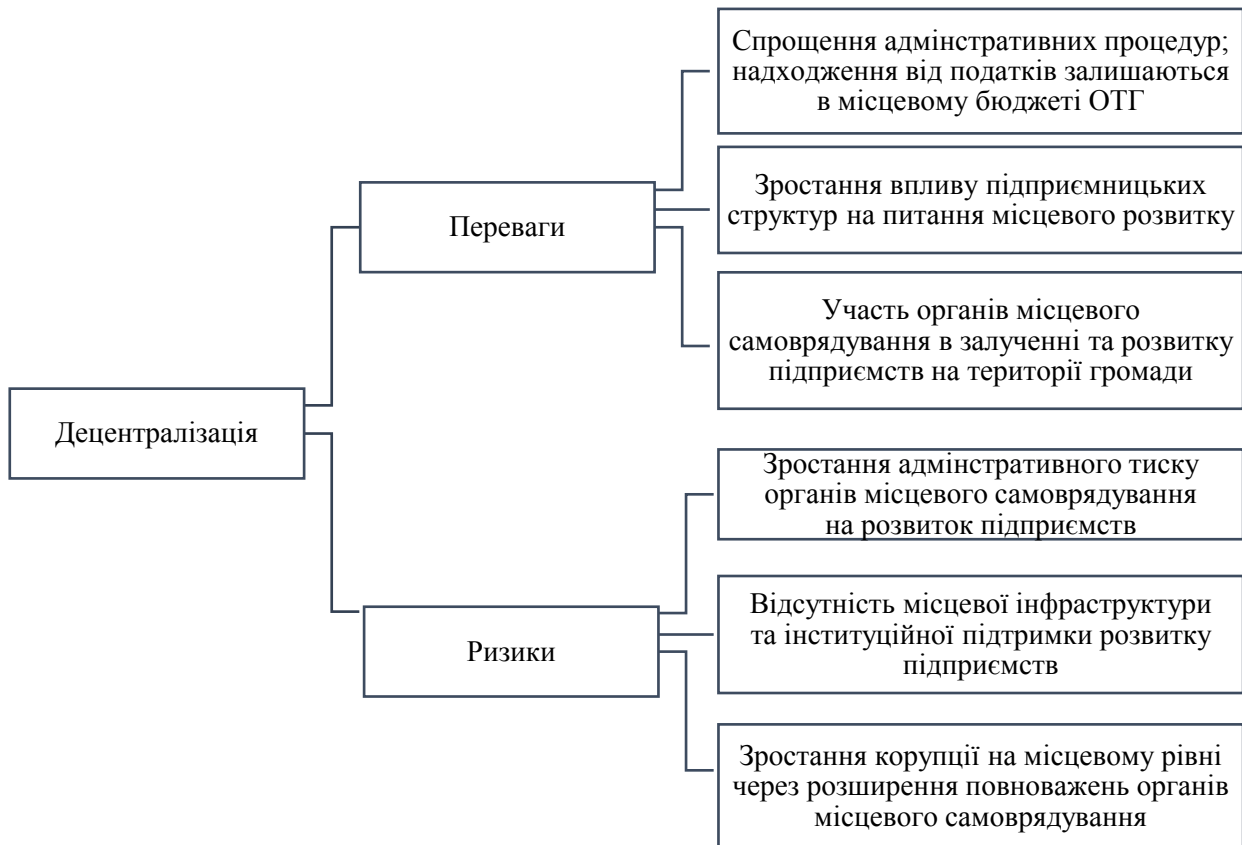 Децентралізація
Переваги
Спрощення адмінстративних процедур;
надходження від податків залишаються
в місцевому бюджеті ОТГ
Зростання впливу підприємницьких
структур на питання місцевого розвитку
Участь органів місцевого
самоврядування в залученні та розвитку
підприємств на території громади
Ризики
Зростання адмінстративного тиску
органів місцевого самоврядування
на розвиток підприємств
Відсутність місцевої інфраструктури
та інституційної підтримки розвитку
підприємств
Зростання корупції на місцевому рівні
через розширення повноважень органів
місцевого самоврядування